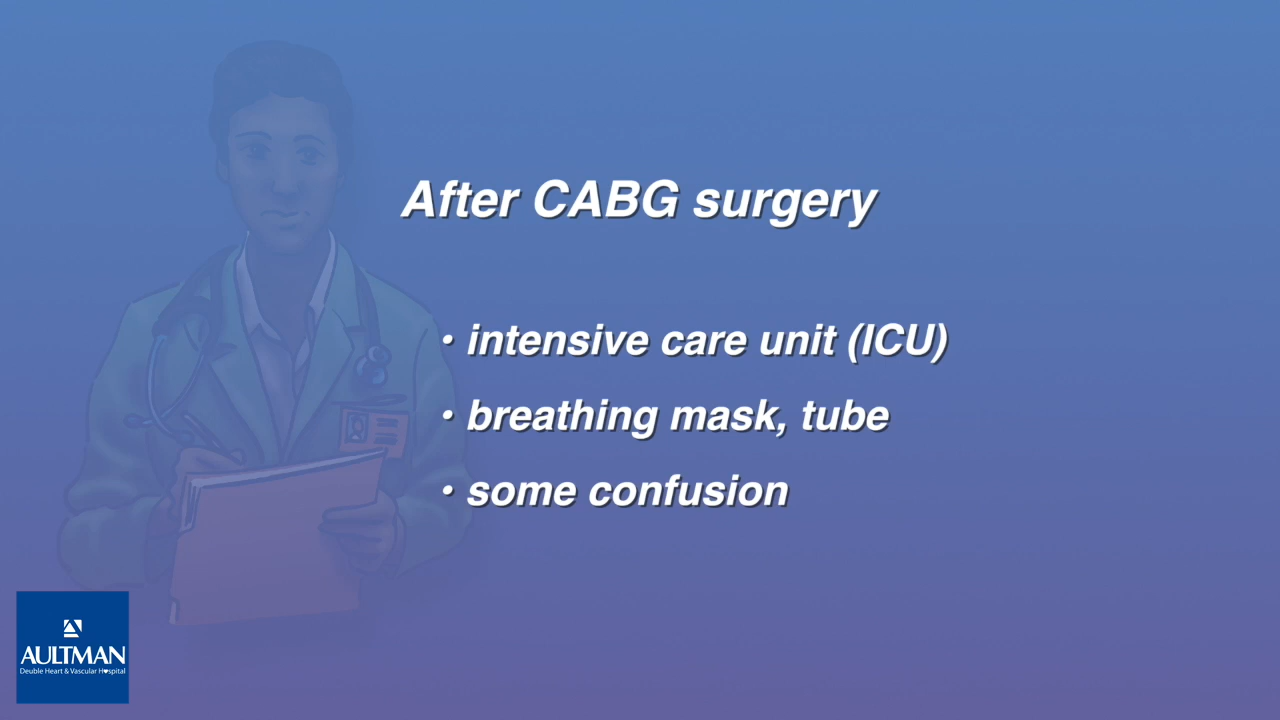 After CABG surgery
• intensive care unit (ICU)
• breathing mask, tube
• some confusion
AULTMAN
Deuble Heart & Vascular Hospital